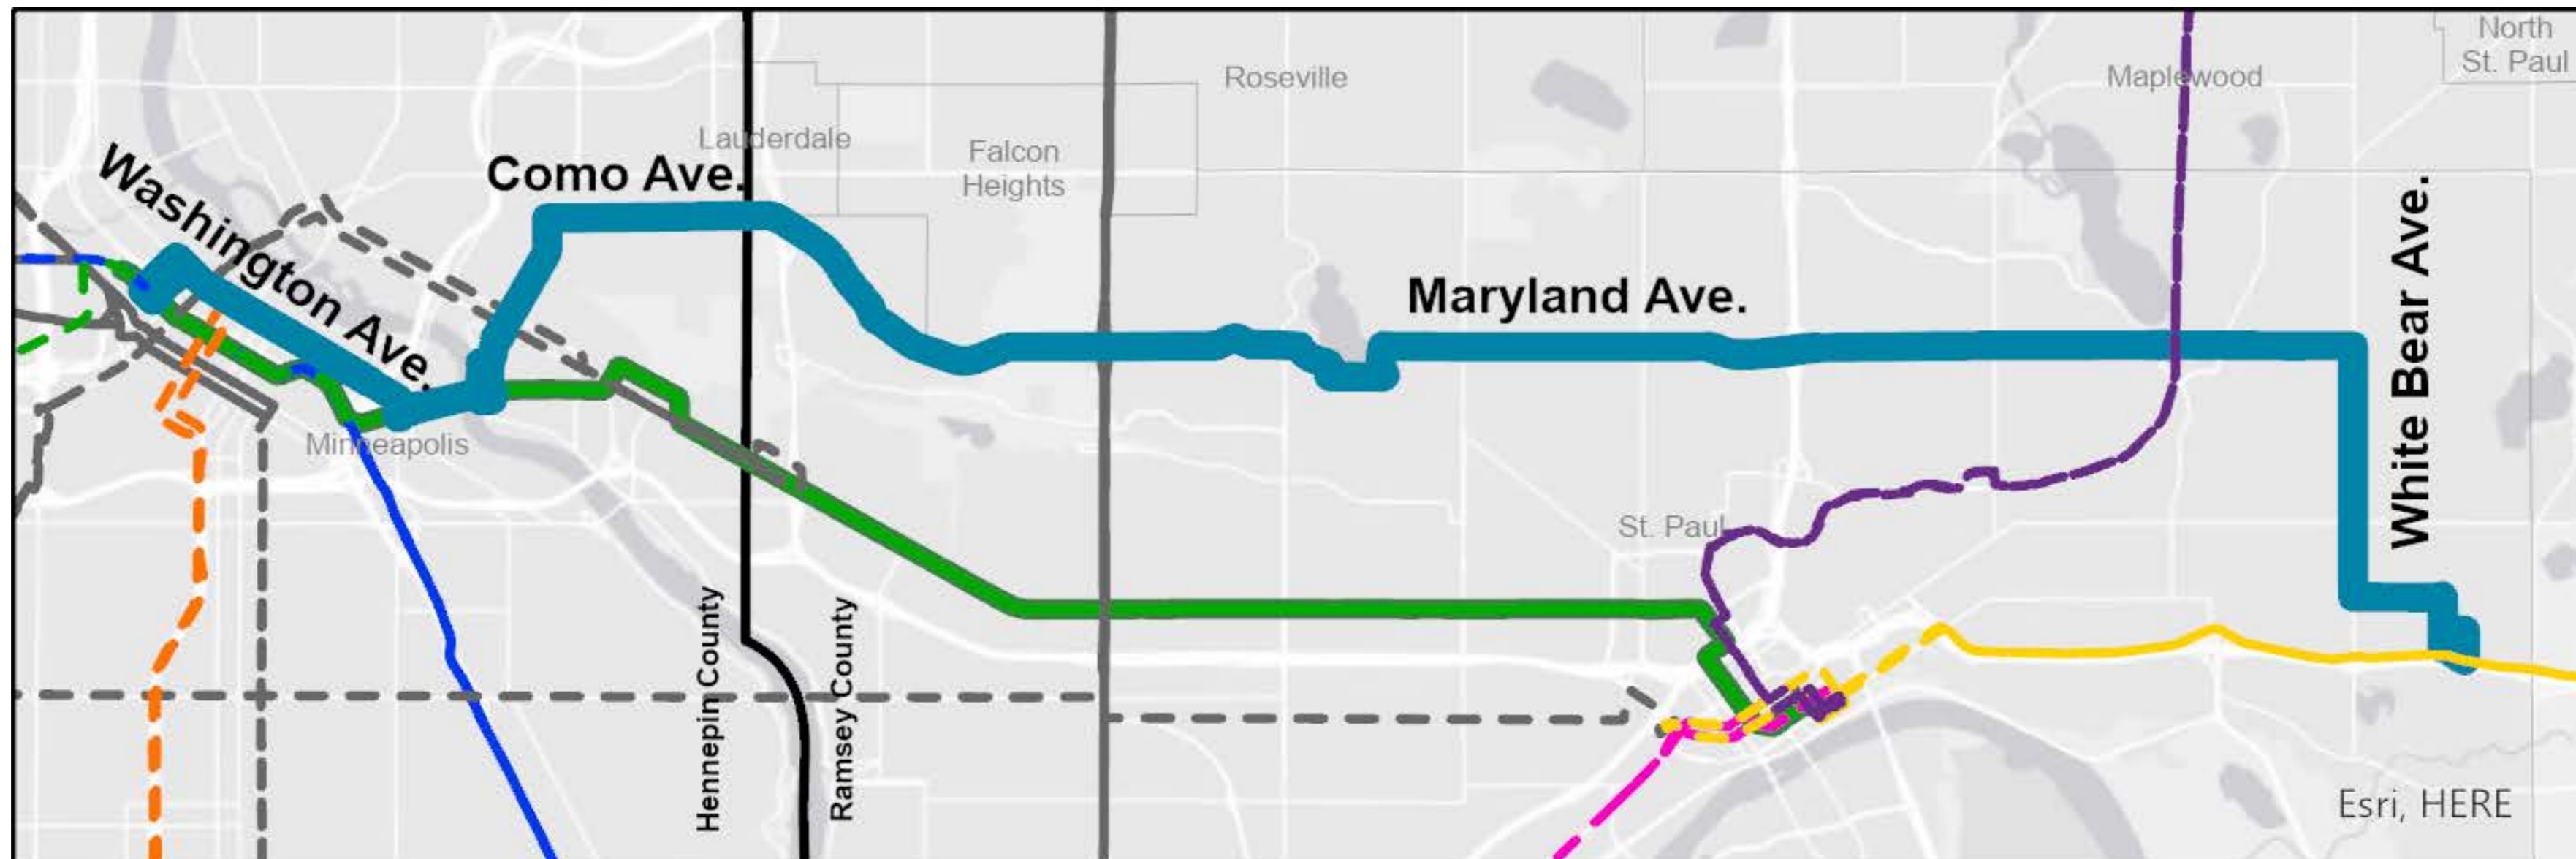 North
St. Paul
Roseville
Maplewood
Lauderdale
Falcon
Heights
Washington Ave.
Como Ave.
Maryland Ave.
White Bear Ave.
Minneapolis
St. Paul
Hennepin County
Ramsey County
Esri, HERE